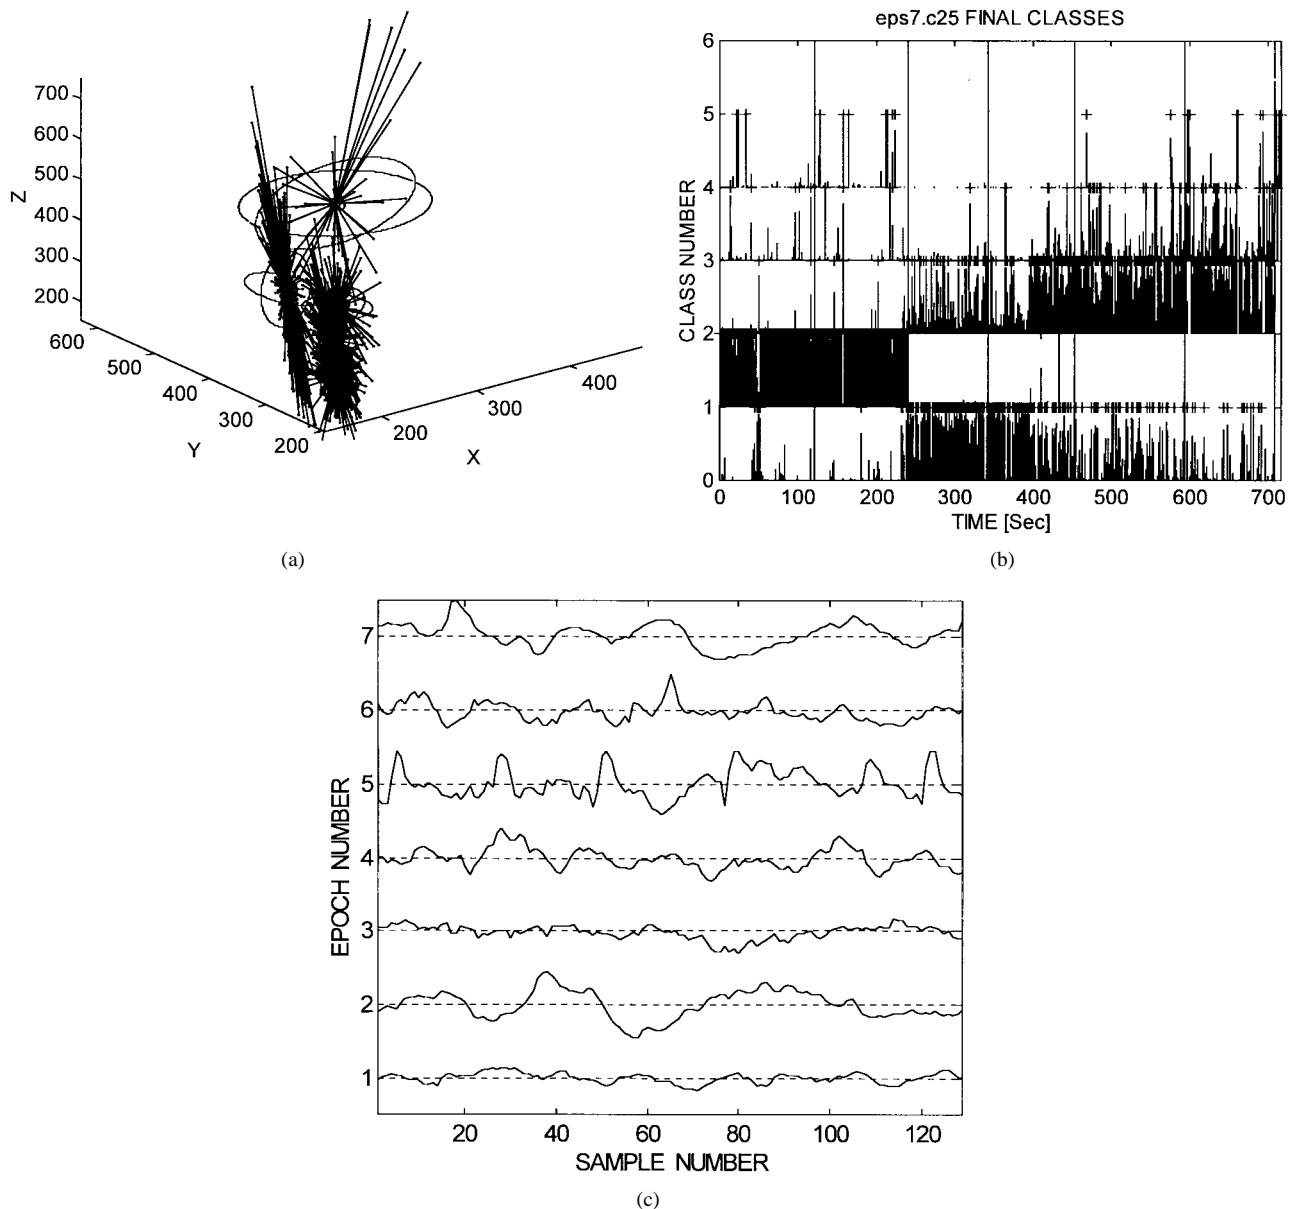 eps7.c25 FINAL CLASSES
700
600
500
400
300
200
Z
600
500
400
300
200
Y
200
300
400
X
6
5
4
3
2
1
0
CLASS NUMBER
0 100 200 300 400 500 600 700
TIME [Sec]
(a)
(b)
7
6
5
4
3
2
1
EPOCH NUMBER
20 40 60 80 100 120
SAMPLE NUMBER
(c)